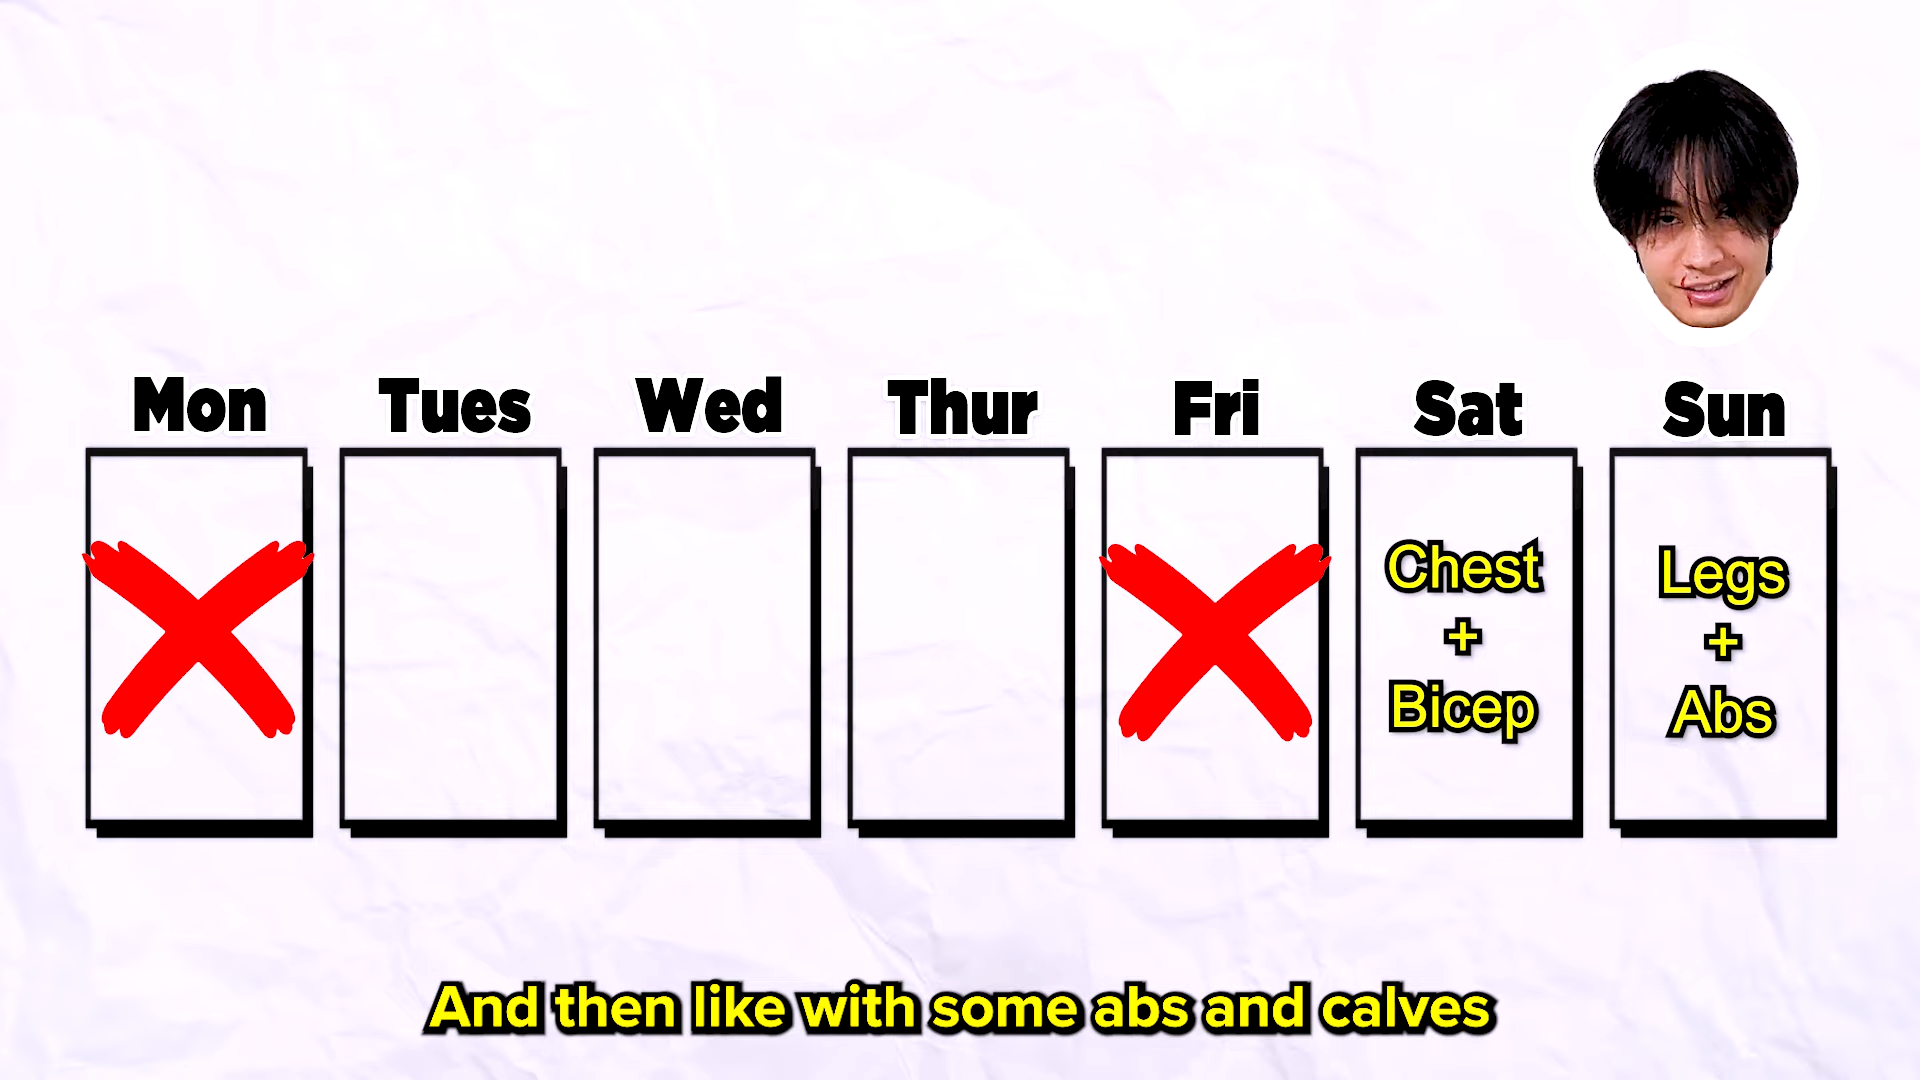 Mon Tues Wed Thur Fri Sat Sun
Chest
+
Bicep
Legs
+
Abs
And then like with some abs and calves